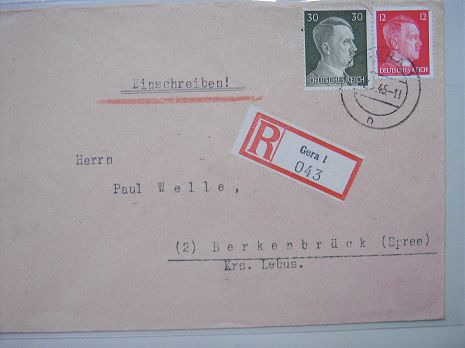 30 30
DEUTSCHES REICH
12 12
DEUTSCHES REICH
45.-11
n
Einschreiben!
R
Gera 1
043
Herrn
Paul Welle,
(2) Berkenbrück (Spree)
Krs. Lebus.